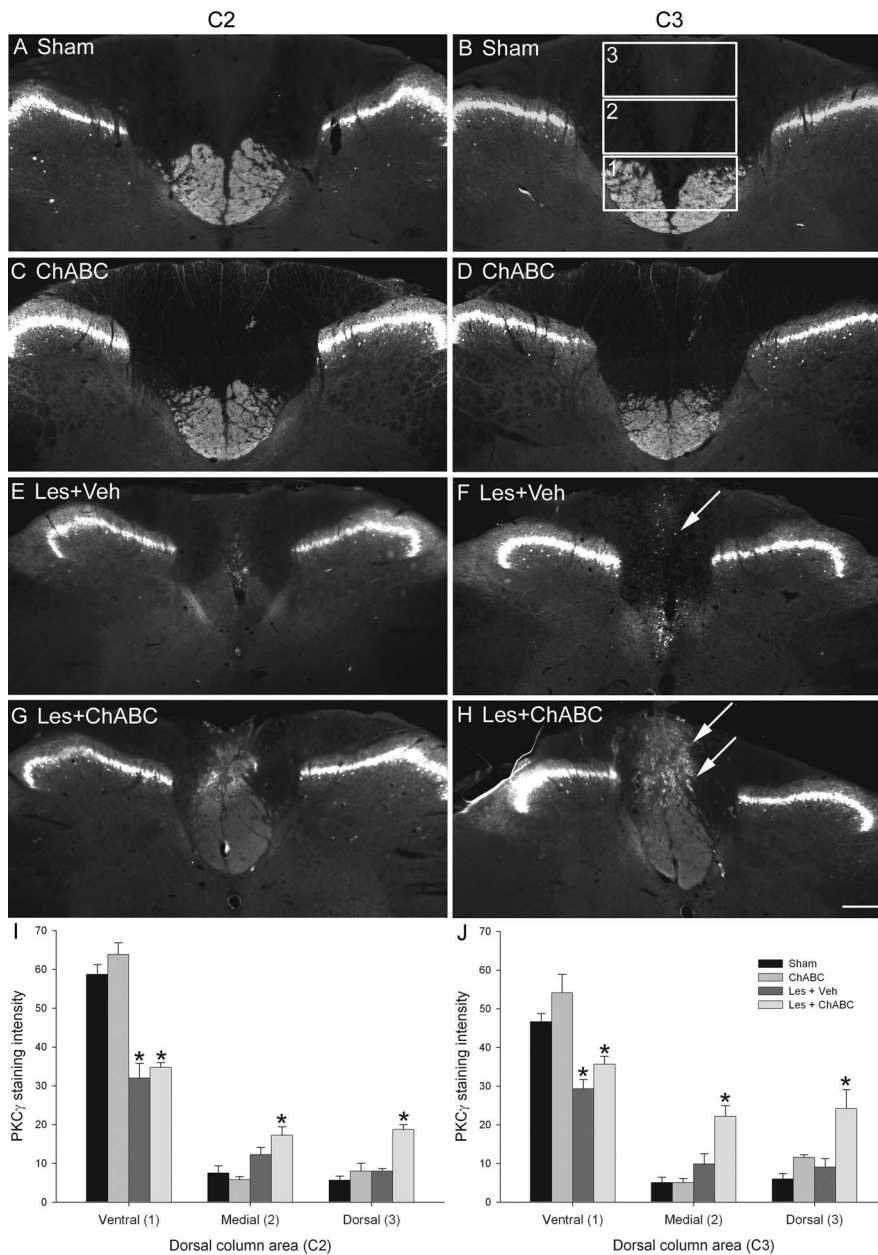 C2
C3
A Sham
B Sham
3
2
1
C ChABC
D ChABC
E Les+Veh
F Les+Veh
G Les+ChABC
H Les+ChABC
I
70
60
50
40
30
20
10
0
PKCγ staining intensity
* *
*
*
Ventral (1)
Medial (2)
Dorsal (3)
Dorsal column area (C2)
J
70
60
50
40
30
20
10
0
PKCγ staining intensity
Sham
ChABC
Les + Veh
Les + ChABC
* *
*
*
Ventral (1)
Medial (2)
Dorsal (3)
Dorsal column area (C3)